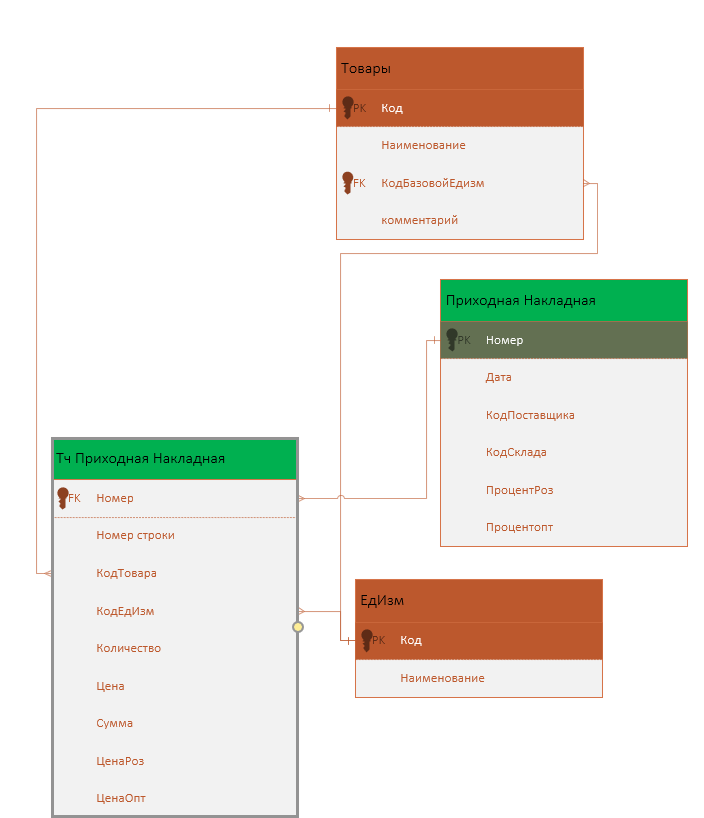 Товары
PK Код
Наименование
FK КодБазовойЕдизм
комментарий
Приходная Накладная
PK Номер
Дата
КодПоставщика
КодСклада
ПроцентРоз
Процентопт
Тч Приходная Накладная
FK Номер
Номер строки
КодТовара
КодЕдИзм
Количество
Цена
Сумма
ЦенаРоз
ЦенаОпт
ЕдИзм
PK Код
Наименование